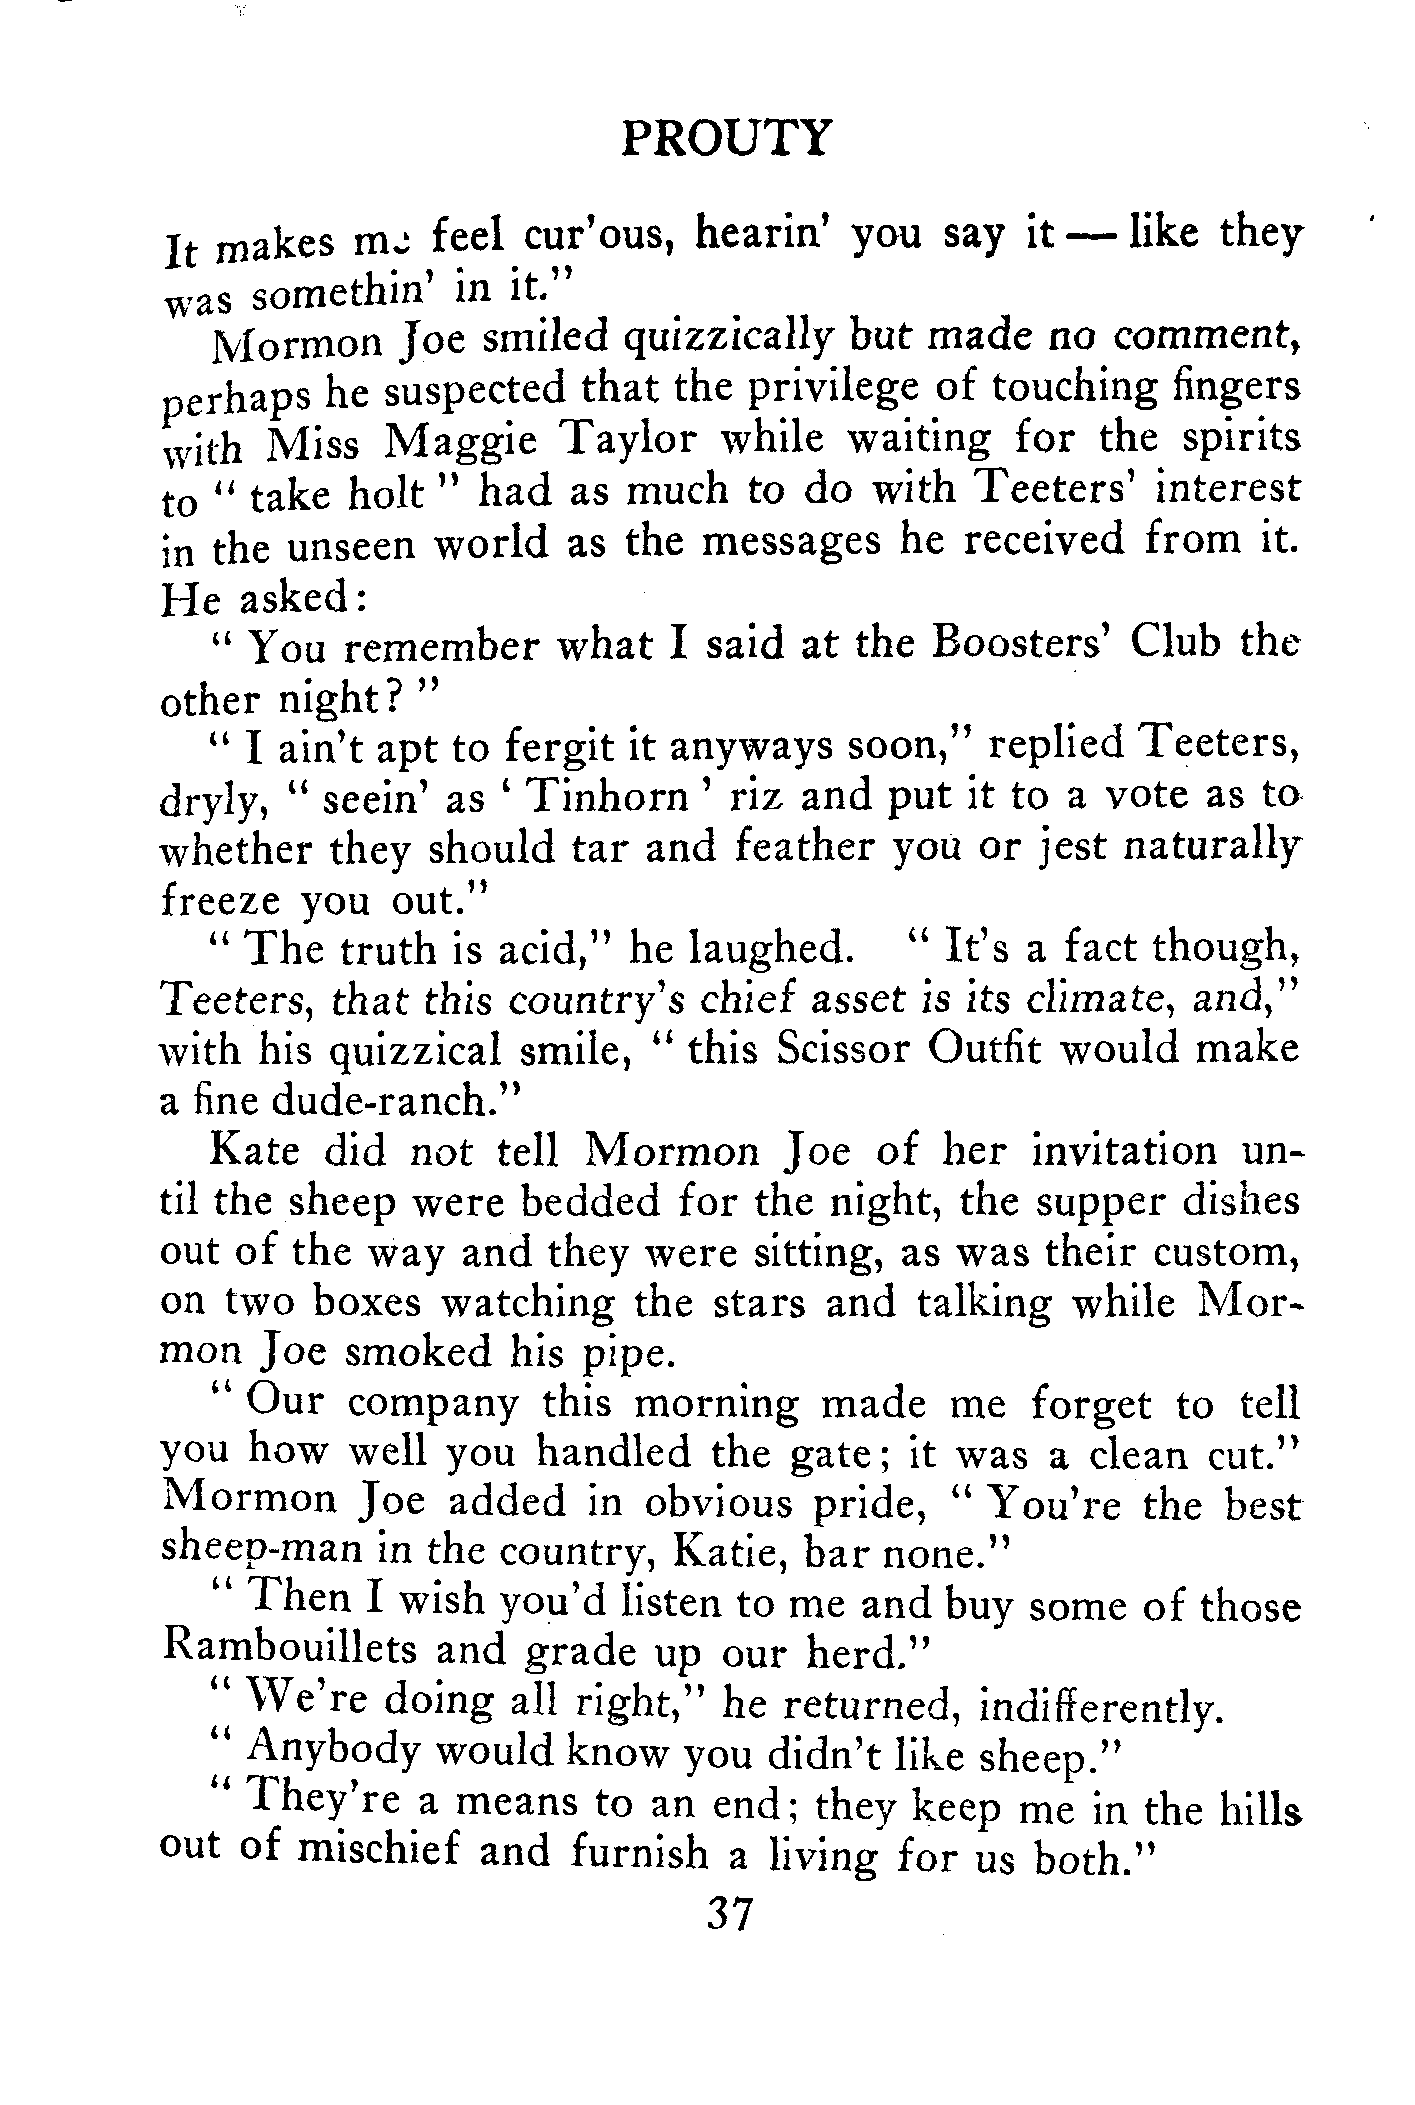 PROUTY
It makes me feel cur'ous, hearin' you say it — like they
was somethin' in it."
Mormon Joe smiled quizzically but made no comment,
perhaps he suspected that the privilege of touching fingers
with Miss Maggie Taylor while waiting for the spirits
to " take holt " had as much to do with Teeters' interest
in the unseen world as the messages he received from it.
He asked:
" You remember what I said at the Boosters' Club the
other night? "
" I ain't apt to fergit it anyways soon," replied Teeters,
dryly, " seein' as ' Tinhorn ' riz and put it to a vote as to
whether they should tar and feather you or jest naturally
freeze you out."
" The truth is acid," he laughed. " It's a fact though,
Teeters, that this country's chief asset is its climate, and,"
with his quizzical smile, " this Scissor Outfit would make
a fine dude-ranch."
Kate did not tell Mormon Joe of her invitation un-
til the sheep were bedded for the night, the supper dishes
out of the way and they were sitting, as was their custom,
on two boxes watching the stars and talking while Mor-
mon Joe smoked his pipe.
" Our company this morning made me forget to tell
you how well you handled the gate; it was a clean cut."
Mormon Joe added in obvious pride, " You're the best
sheep-man in the country, Katie, bar none."
" Then I wish you'd listen to me and buy some of those
Rambouillets and grade up our herd."
" We're doing all right," he returned, indifferently.
" Anybody would know you didn't like sheep."
" They're a means to an end; they keep me in the hills
out of mischief and furnish a living for us both."
37